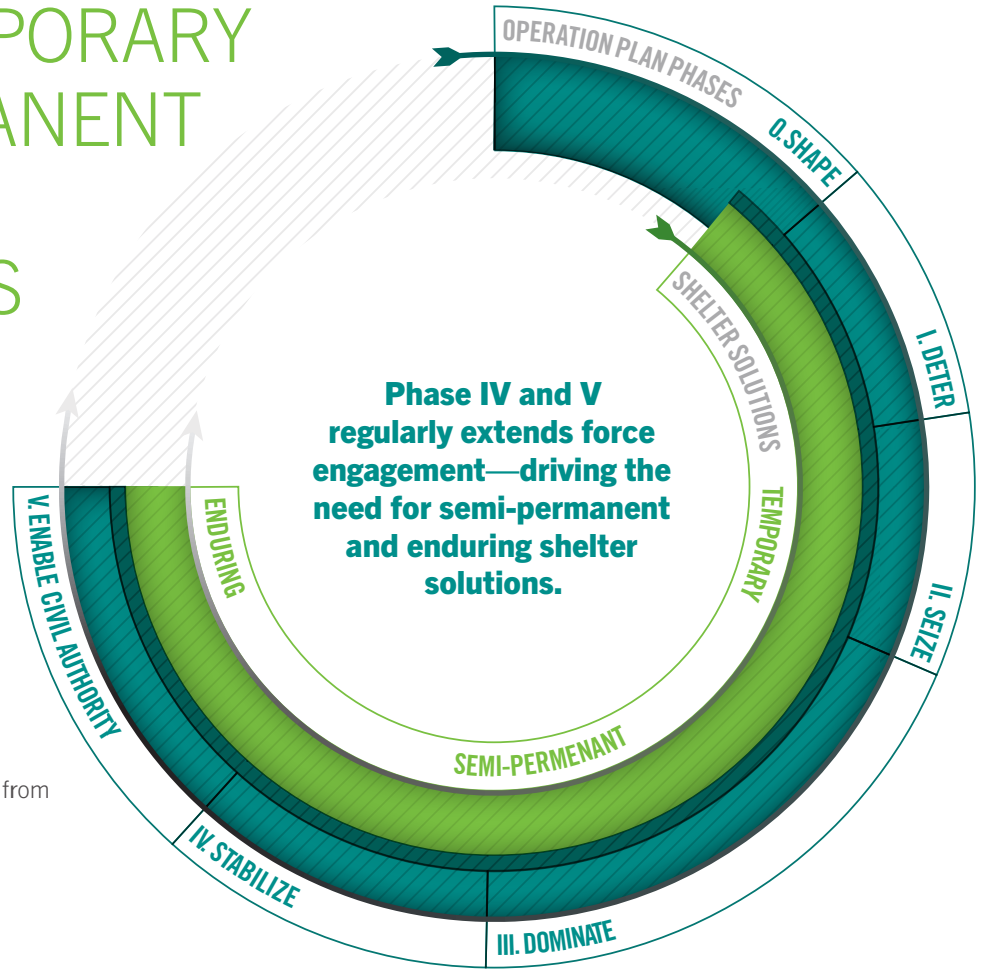 PORARY
ANENT
S
OPERATION PLAN PHASES
0. SHAPE
I. DETER
II. SEIZE
III. DOMINATE
IV. STABILIZE
V. ENABLE CIVIL AUTHORITY
SHELTER SOLUTIONS
TEMPORARY
SEMI-PERMENANT
ENDURING
Phase IV and V
regularly extends force
engagement—driving the
need for semi-permanent
and enduring shelter
solutions.
from